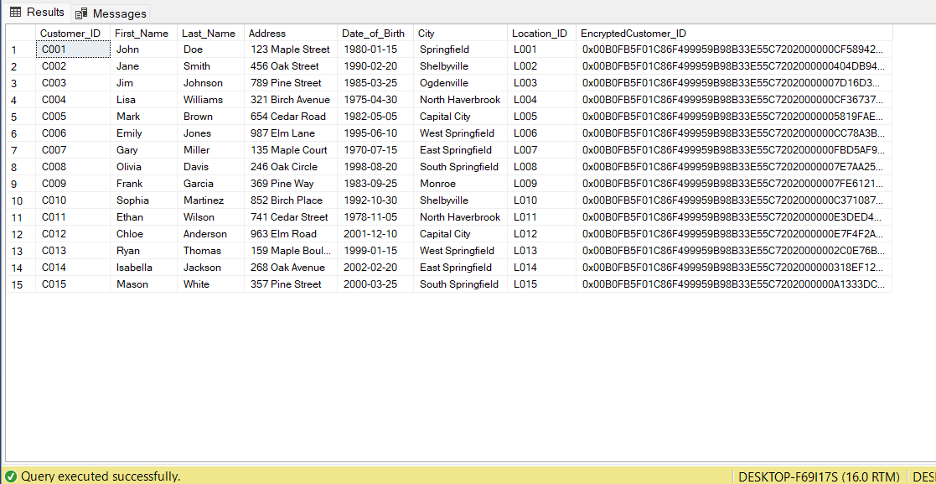 Results Messages
Customer_ID First_Name Last_Name Address Date_of_Birth City Location_ID EncryptedCustomer_ID
1 C001 John Doe 123 Maple Street 1980-01-15 Springfield L001 0x00B0FB5F01C86F499959B98B33E55C7202000000CF58942...
2 C002 Jane Smith 456 Oak Street 1990-02-20 Shelbyville L002 0x00B0FB5F01C86F499959B98B33E55C7202000000404DB94...
3 C003 Jim Johnson 789 Pine Street 1985-03-25 Ogdenville L003 0x00B0FB5F01C86F499959B98B33E55C72020000007D16D3...
4 C004 Lisa Williams 321 Birch Avenue 1975-04-30 North Haverbrook L004 0x00B0FB5F01C86F499959B98B33E55C7202000000CF36737...
5 C005 Mark Brown 654 Cedar Road 1982-05-05 Capital City L005 0x00B0FB5F01C86F499959B98B33E55C72020000005819FAE...
6 C006 Emily Jones 987 Elm Lane 1995-06-10 West Springfield L006 0x00B0FB5F01C86F499959B98B33E55C7202000000CC78A3B...
7 C007 Gary Miller 135 Maple Court 1970-07-15 East Springfield L007 0x00B0FB5F01C86F499959B98B33E55C7202000000FBD5AF9...
8 C008 Olivia Davis 246 Oak Circle 1998-08-20 South Springfield L008 0x00B0FB5F01C86F499959B98B33E55C72020000007E7AA25...
9 C009 Frank Garcia 369 Pine Way 1983-09-25 Monroe L009 0x00B0FB5F01C86F499959B98B33E55C72020000007FE6121...
10 C010 Sophia Martinez 852 Birch Place 1992-10-30 Shelbyville L010 0x00B0FB5F01C86F499959B98B33E55C7202000000C371087...
11 C011 Ethan Wilson 741 Cedar Street 1978-11-05 North Haverbrook L011 0x00B0FB5F01C86F499959B98B33E55C7202000000E3DED4...
12 C012 Chloe Anderson 963 Elm Road 2001-12-10 Capital City L012 0x00B0FB5F01C86F499959B98B33E55C7202000000E7F4F2A...
13 C013 Ryan Thomas 159 Maple Boul... 1999-01-15 West Springfield L013 0x00B0FB5F01C86F499959B98B33E55C72020000002C0E76B...
14 C014 Isabella Jackson 268 Oak Avenue 2002-02-20 East Springfield L014 0x00B0FB5F01C86F499959B98B33E55C7202000000318EF12...
15 C015 Mason White 357 Pine Street 2000-03-25 South Springfield L015 0x00B0FB5F01C86F499959B98B33E55C7202000000A1333DC...
Query executed successfully. DESKTOP-F69I17S (16.0 RTM) DES